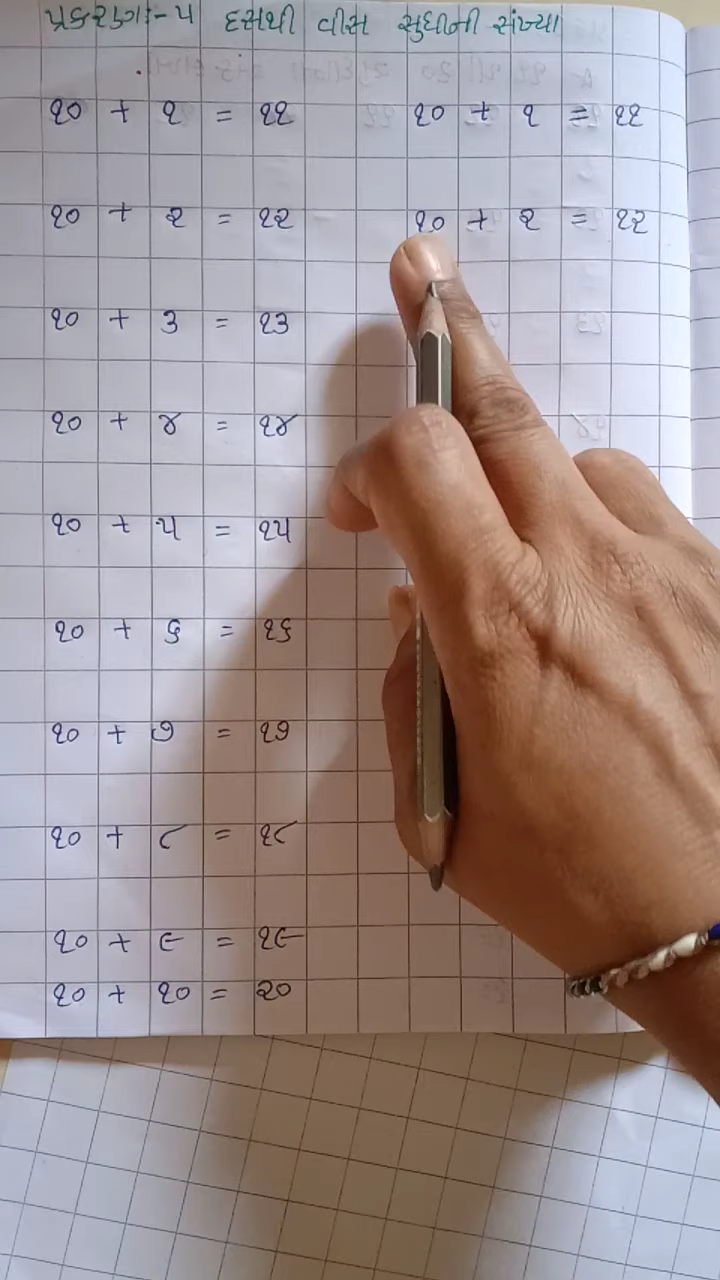 પ્રકરણઃ- ૫ દસથી વીસ સુધીની સંખ્યા
૧૦ + ૧ = ૧૧ ૧૦ + ૧ = ૧૧
૧૦ + ૨ = ૧૨ ૧૦ + ૨ = ૧૨
૧૦ + ૩ = ૧૩
૧૦ + ૪ = ૧૪
૧૦ + ૫ = ૧૫
૧૦ + ૬ = ૧૬
૧૦ + ૭ = ૧૭
૧૦ + ૮ = ૧૮
૧૦ + ૯ = ૧૯
૧૦ + ૧૦ = ૨૦